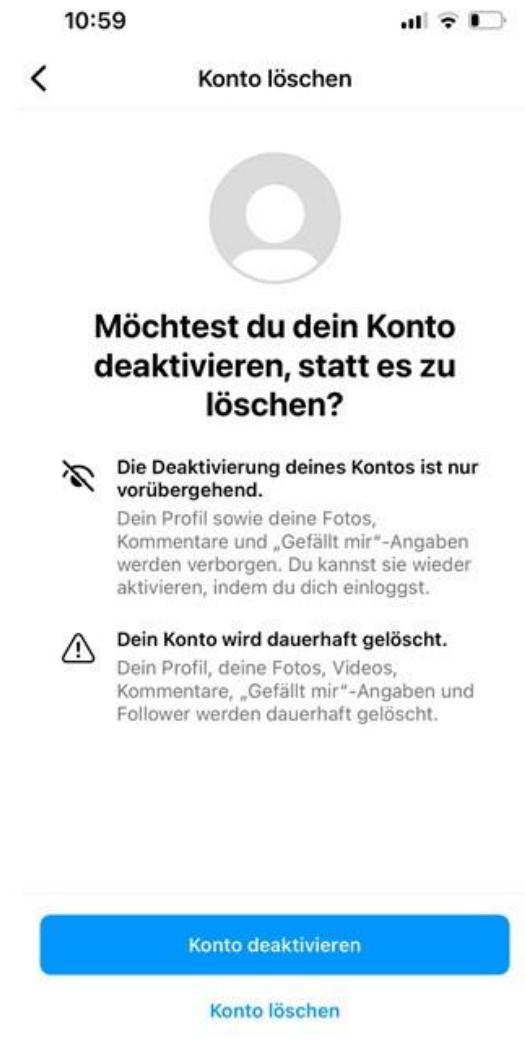 10:59
Konto löschen
Möchtest du dein Konto
deaktivieren, statt es zu
löschen?
Die Deaktivierung deines Kontos ist nur
vorübergehend.
Dein Profil sowie deine Fotos,
Kommentare und „Gefällt mir“-Angaben
werden verborgen. Du kannst sie wieder
aktivieren, indem du dich einloggst.
Dein Konto wird dauerhaft gelöscht.
Dein Profil, deine Fotos, Videos,
Kommentare, „Gefällt mir“-Angaben und
Follower werden dauerhaft gelöscht.
Konto deaktivieren
Konto löschen